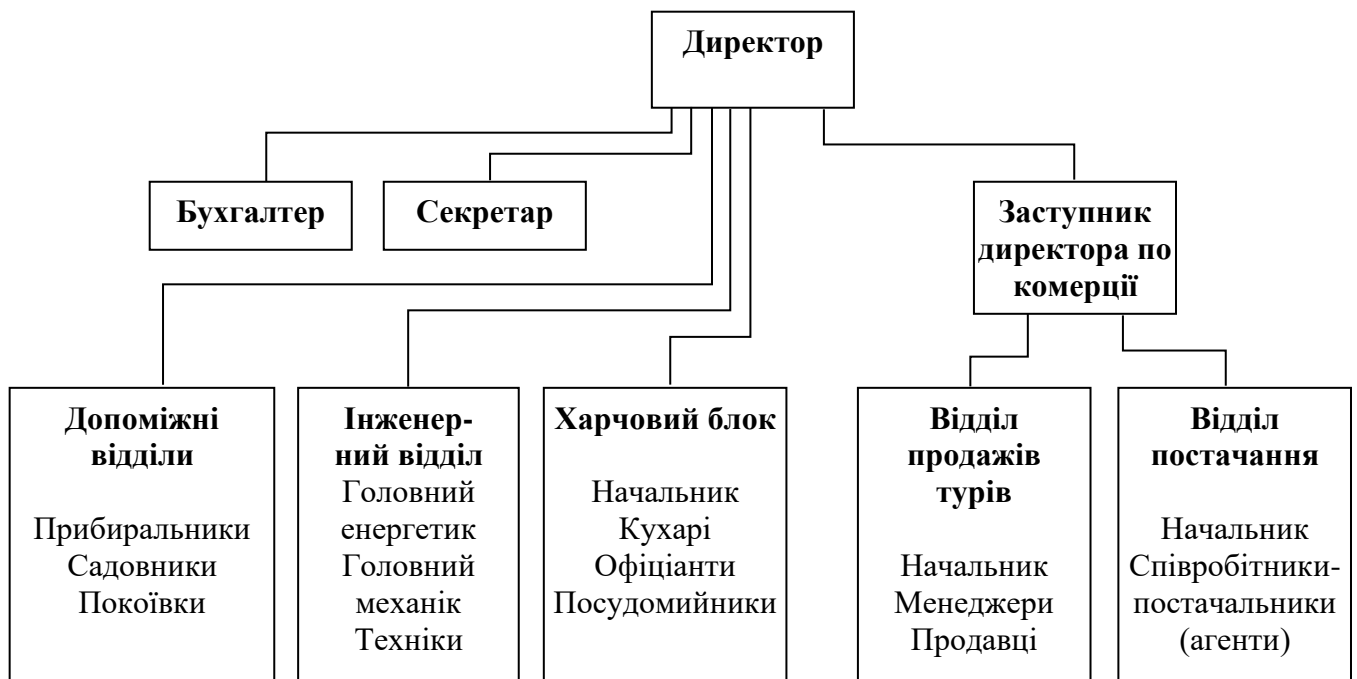 Директор
Бухгалтер
Секретар
Заступник
директора по
комерції
Допоміжні
відділи
Прибиральники
Садовники
Покоївки
Інженер-
ний відділ
Головний
енергетик
Головний
механік
Техніки
Харчовий блок
Начальник
Кухарі
Офіціанти
Посудомийники
Відділ
продажів
турів
Начальник
Менеджери
Продавці
Відділ
постачання
Начальник
Співробітники-
постачальники
(агенти)